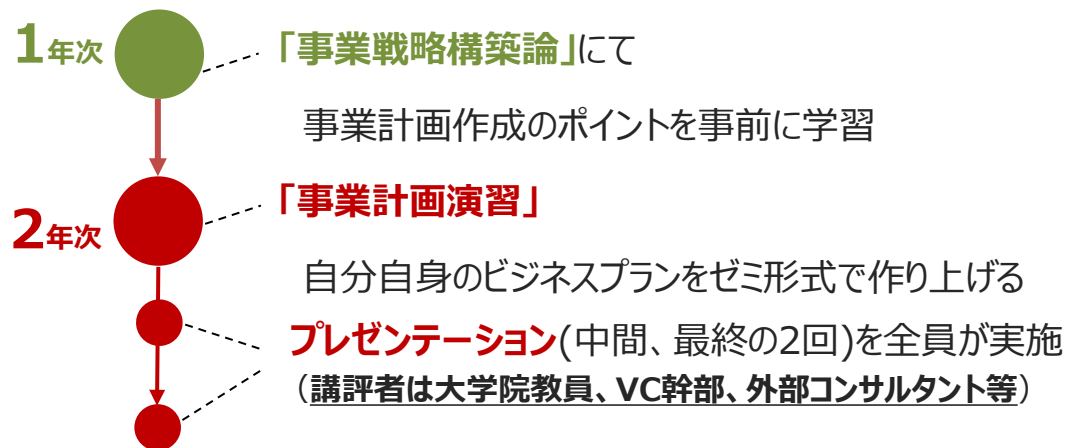 1年次
「事業戦略構築論」にて
事業計画作成のポイントを事前に学習
2年次
「事業計画演習」
自分自身のビジネスプランをゼミ形式で作り上げる
プレゼンテーション(中間、最終の2回)を全員が実施
（講評者は大学院教員、VC幹部、外部コンサルタント等）